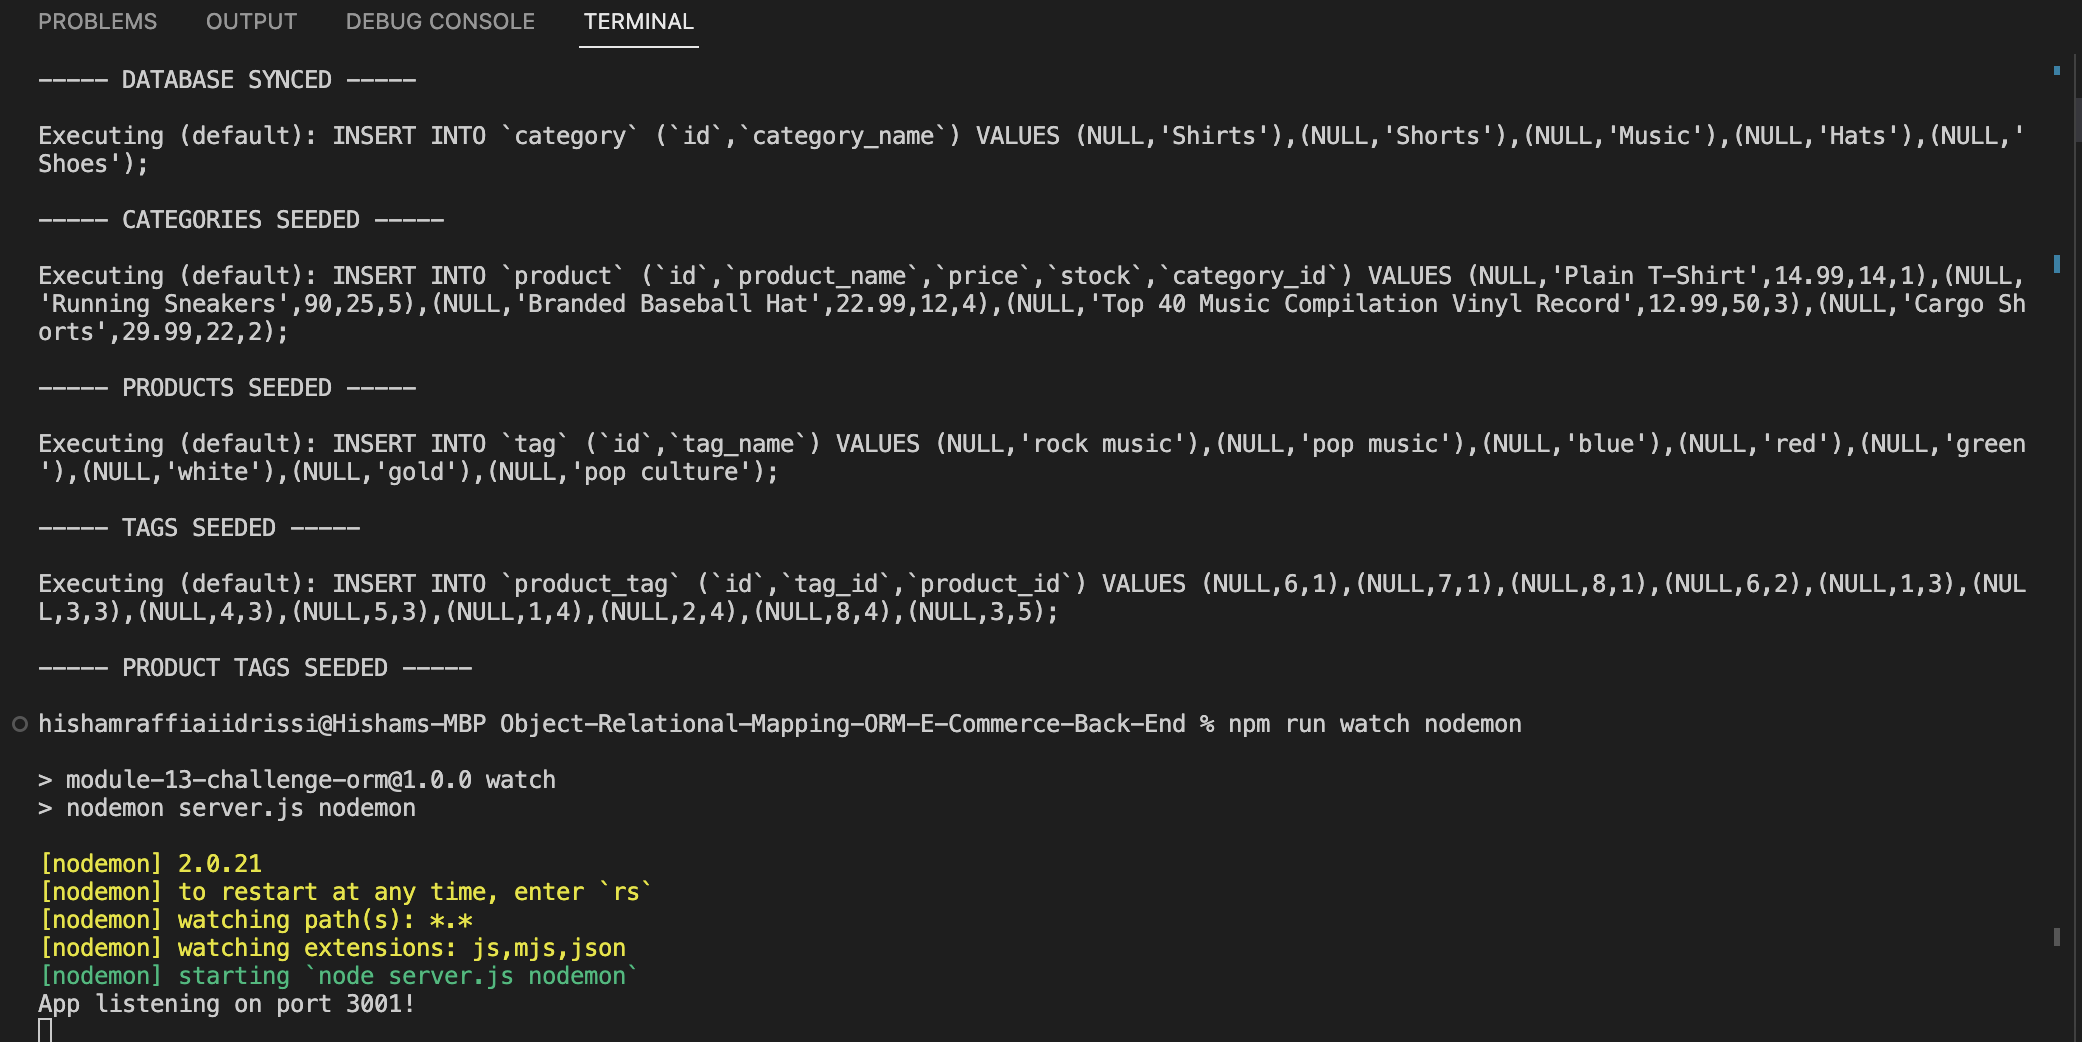 PROBLEMS OUTPUT DEBUG CONSOLE TERMINAL
----- DATABASE SYNCED -----
Executing (default): INSERT INTO `category` (`id`,`category_name`) VALUES (NULL,'Shirts'),(NULL,'Shorts'),(NULL,'Music'),(NULL,'Hats'),(NULL,'
Shoes');
----- CATEGORIES SEEDED -----
Executing (default): INSERT INTO `product` (`id`,`product_name`,`price`,`stock`,`category_id`) VALUES (NULL,'Plain T-Shirt',14.99,14,1),(NULL,
'Running Sneakers',90,25,5),(NULL,'Branded Baseball Hat',22.99,12,4),(NULL,'Top 40 Music Compilation Vinyl Record',12.99,50,3),(NULL,'Cargo Sh
orts',29.99,22,2);
----- PRODUCTS SEEDED -----
Executing (default): INSERT INTO `tag` (`id`,`tag_name`) VALUES (NULL,'rock music'),(NULL,'pop music'),(NULL,'blue'),(NULL,'red'),(NULL,'green
'),(NULL,'white'),(NULL,'gold'),(NULL,'pop culture');
----- TAGS SEEDED -----
Executing (default): INSERT INTO `product_tag` (`id`,`tag_id`,`product_id`) VALUES (NULL,6,1),(NULL,7,1),(NULL,8,1),(NULL,6,2),(NULL,1,3),(NUL
L,3,3),(NULL,4,3),(NULL,5,3),(NULL,1,4),(NULL,2,4),(NULL,8,4),(NULL,3,5);
----- PRODUCT TAGS SEEDED -----
hishamraffiaiidrissi@Hishams-MBP Object-Relational-Mapping-ORM-E-Commerce-Back-End % npm run watch nodemon
> module-13-challenge-orm@1.0.0 watch
> nodemon server.js nodemon
[nodemon] 2.0.21
[nodemon] to restart at any time, enter `rs`
[nodemon] watching path(s): *.*
[nodemon] watching extensions: js,mjs,json
[nodemon] starting `node server.js nodemon`
App listening on port 3001!